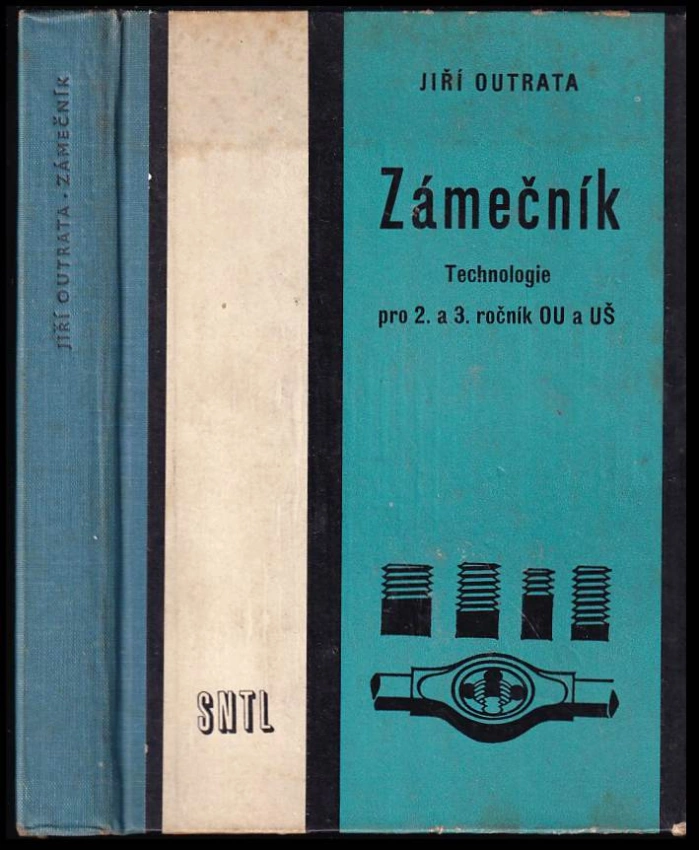 JIŘÍ OUTRATA · ZÁMEČNÍK
JIŘÍ OUTRATA
Zámečník
Technologie
pro 2. a 3. ročník OU a UŠ
SNTL